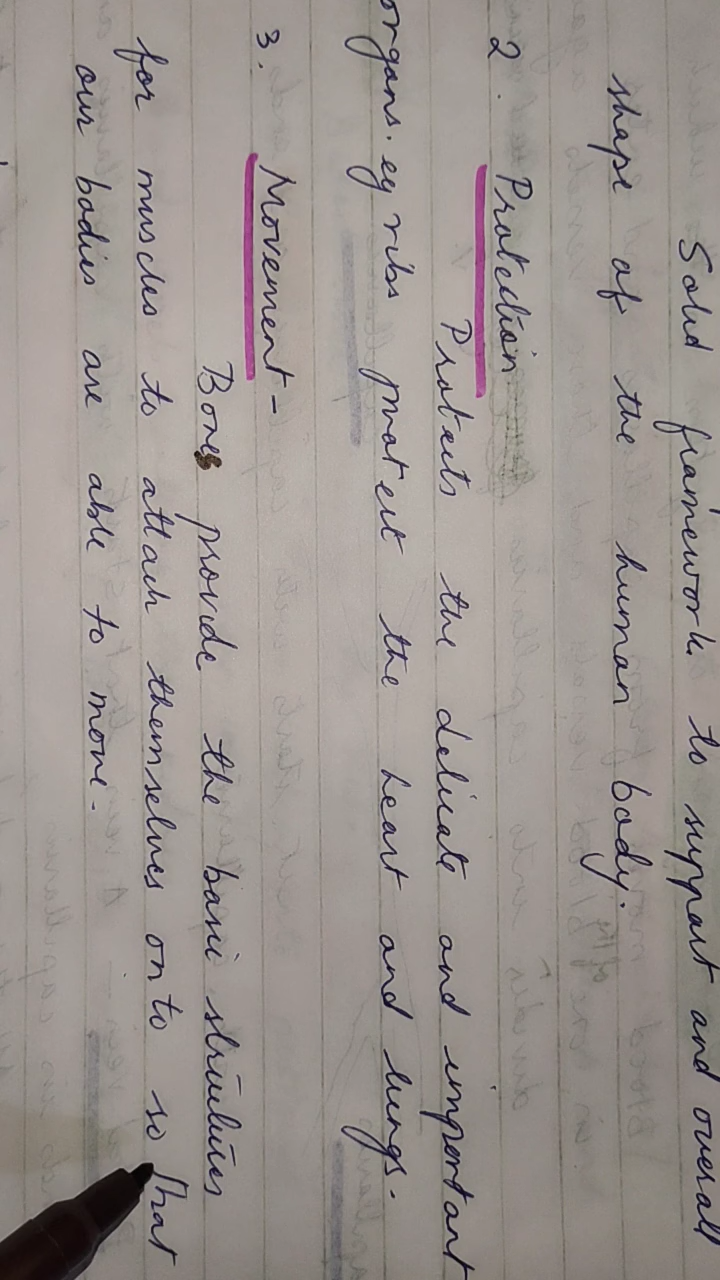 Solid framework to support and overall
shape of the human body.
2. Protection
Protects the delicate and important
organs. eg ribs protect the heart and lungs.
3. Movement -
Bones provide the basic structures
for muscles to attach themselves on to so that
our bodies are able to move.